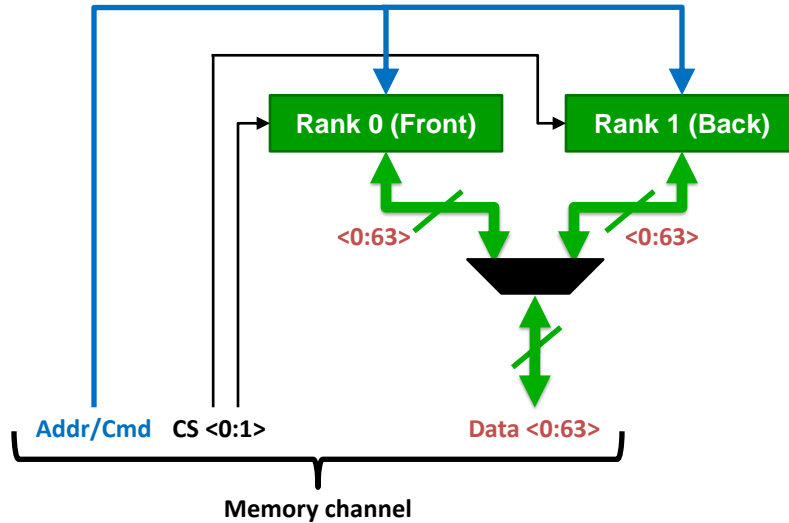 Rank 0 (Front)
Rank 1 (Back)
<0:63>
<0:63>
Addr/Cmd
CS <0:1>
Data <0:63>
Memory channel